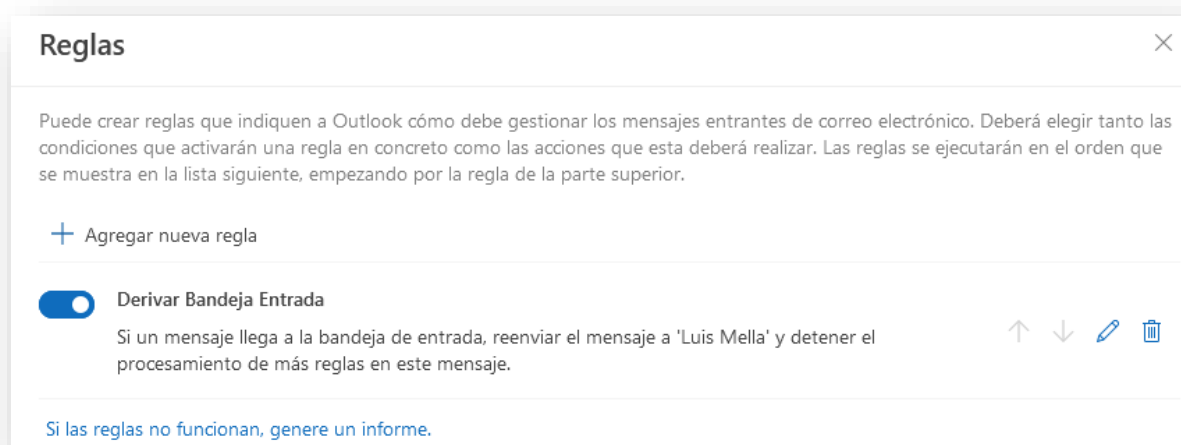 Reglas
Puede crear reglas que indiquen a Outlook cómo debe gestionar los mensajes entrantes de correo electrónico. Deberá elegir tanto las
condiciones que activarán una regla en concreto como las acciones que esta deberá realizar. Las reglas se ejecutarán en el orden que
se muestra en la lista siguiente, empezando por la regla de la parte superior.
Agregar nueva regla
Derivar Bandeja Entrada
Si un mensaje llega a la bandeja de entrada, reenviar el mensaje a 'Luis Mella' y detener el
procesamiento de más reglas en este mensaje.
Si las reglas no funcionan, genere un informe.